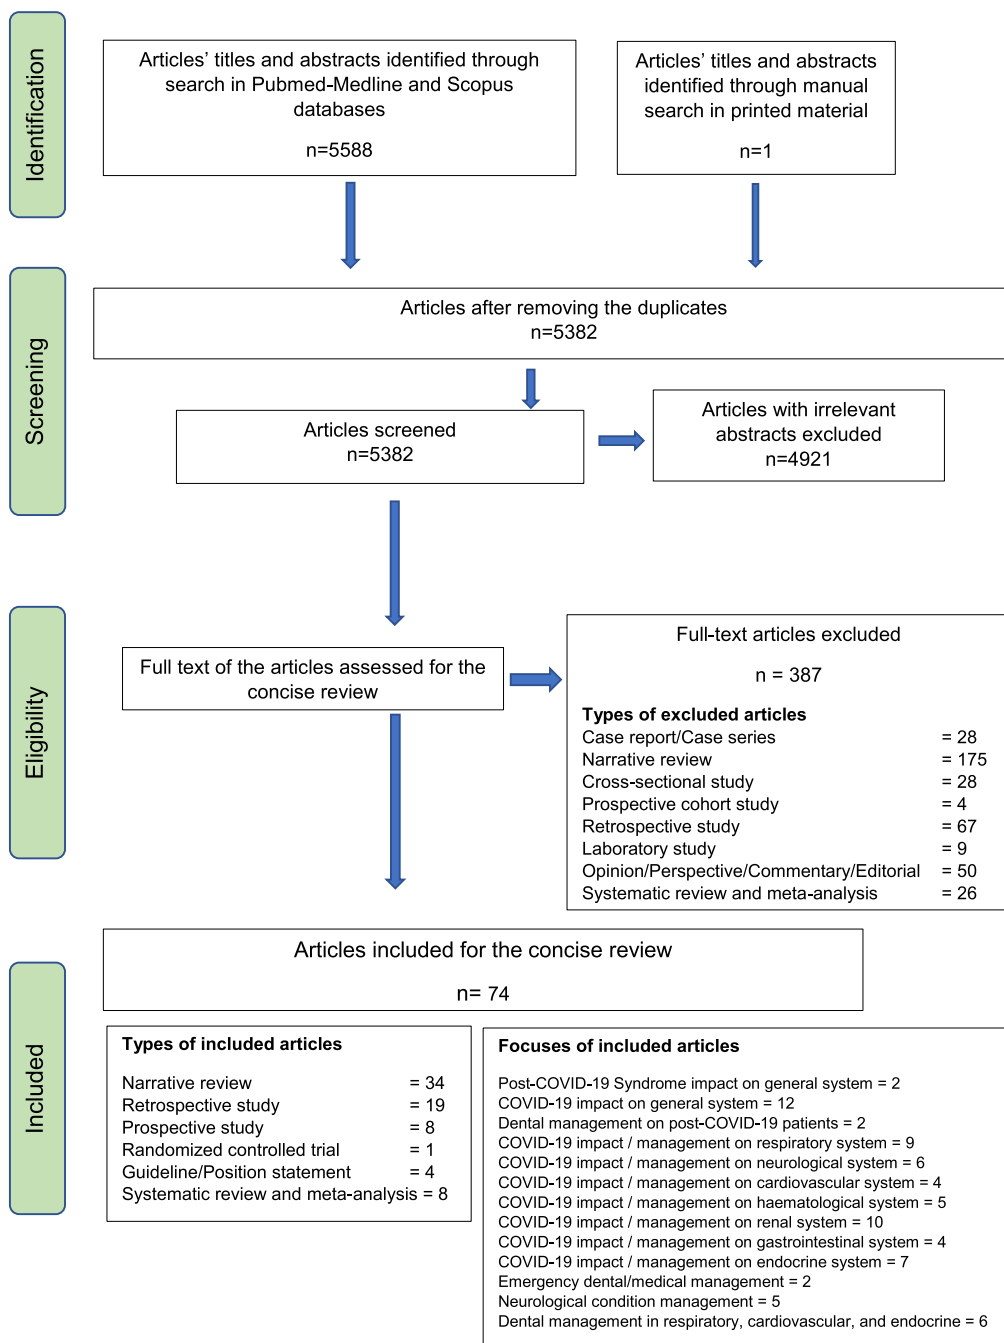 Identification
Articles' titles and abstracts identified through
search in Pubmed-Medline and Scopus
databases
n=5588
Articles' titles and abstracts
identified through manual
search in printed material
n=1
Screening
Articles after removing the duplicates
n=5382
Articles screened
n=5382
Articles with irrelevant
abstracts excluded
n=4921
Eligibility
Full text of the articles assessed for the
concise review
Full-text articles excluded
n = 387
Types of excluded articles
Case report/Case series = 28
Narrative review = 175
Cross-sectional study = 28
Prospective cohort study = 4
Retrospective study = 67
Laboratory study = 9
Opinion/Perspective/Commentary/Editorial = 50
Systematic review and meta-analysis = 26
Included
Articles included for the concise review
n= 74
Types of included articles
Narrative review = 34
Retrospective study = 19
Prospective study = 8
Randomized controlled trial = 1
Guideline/Position statement = 4
Systematic review and meta-analysis = 8
Focuses of included articles
Post-COVID-19 Syndrome impact on general system = 2
COVID-19 impact on general system = 12
Dental management on post-COVID-19 patients = 2
COVID-19 impact / management on respiratory system = 9
COVID-19 impact / management on neurological system = 6
COVID-19 impact / management on cardiovascular system = 4
COVID-19 impact / management on haematological system = 5
COVID-19 impact / management on renal system = 10
COVID-19 impact / management on gastrointestinal system = 4
COVID-19 impact / management on endocrine system = 7
Emergency dental/medical management = 2
Neurological condition management = 5
Dental management in respiratory, cardiovascular, and endocrine = 6